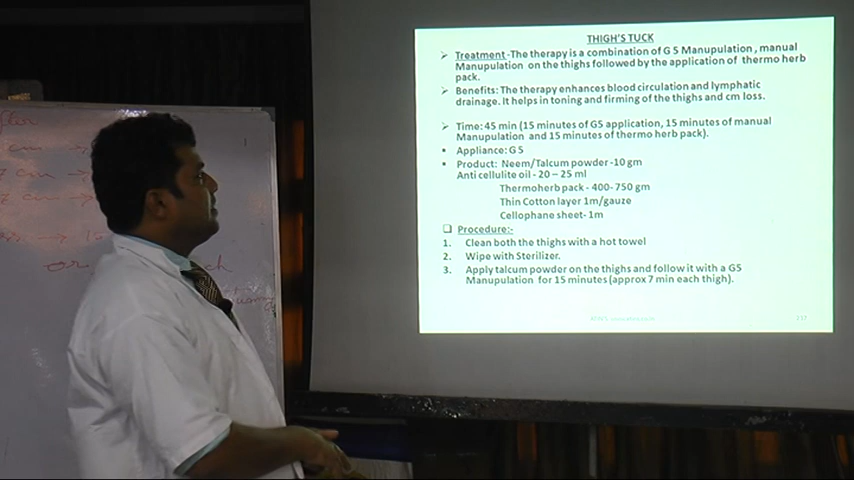 THIGH'S TUCK
➢ Treatment -The therapy is a combination of G 5 Manupulation , manual
Manupulation on the thighs followed by the application of thermo herb
pack.
➢ Benefits: The therapy enhances blood circulation and lymphatic
drainage. It helps in toning and firming of the thighs and cm loss.
➢ Time: 45 min (15 minutes of G5 application, 15 minutes of manual
Manupulation and 15 minutes of thermo herb pack).
▪ Appliance: G 5
▪ Product: Neem/Talcum powder -10 gm
Anti cellulite oil - 20 – 25 ml
Thermoherb pack - 400- 750 gm
Thin Cotton layer 1m/gauze
Cellophane sheet- 1m
❑ Procedure:-
1. Clean both the thighs with a hot towel
2. Wipe with Sterilizer.
3. Apply talcum powder on the thighs and follow it with a G5
Manupulation for 15 minutes (approx 7 min each thigh).
cm →
cm →
cm →